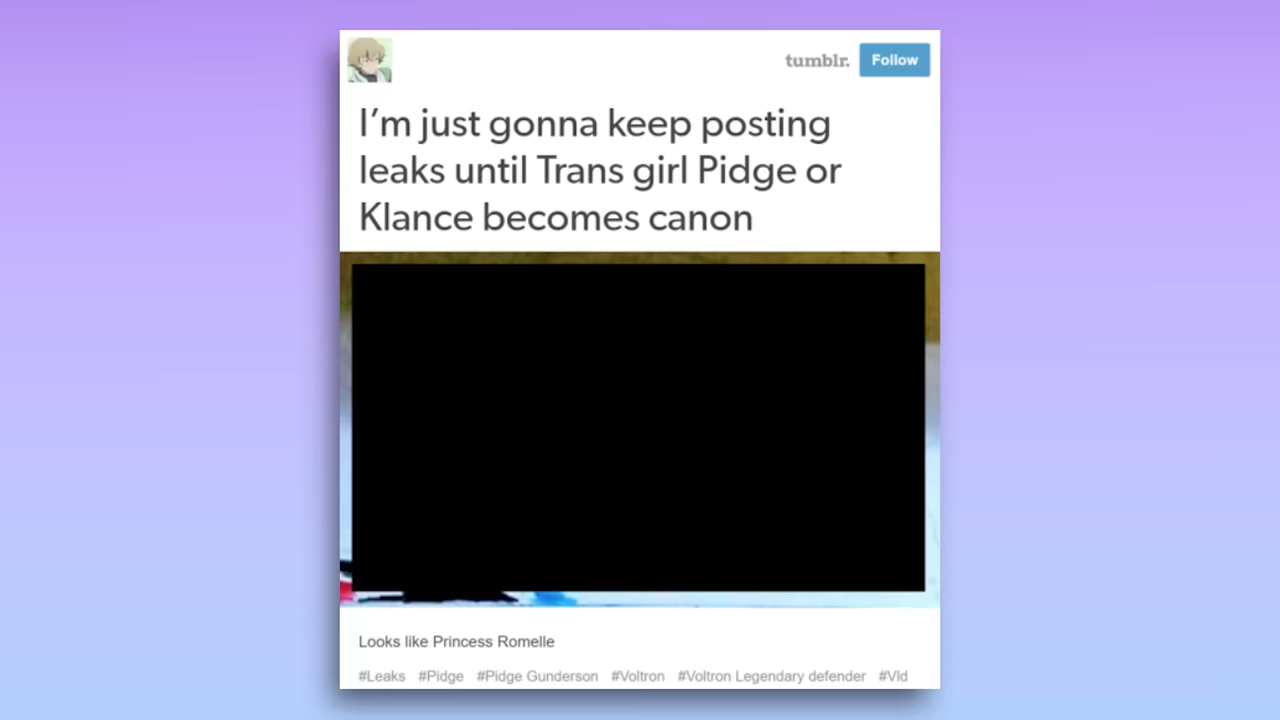 tumblr. Follow
I’m just gonna keep posting
leaks until Trans girl Pidge or
Klance becomes canon
Looks like Princess Romelle
#Leaks #Pidge #Pidge Gunderson #Voltron #Voltron Legendary defender #Vld